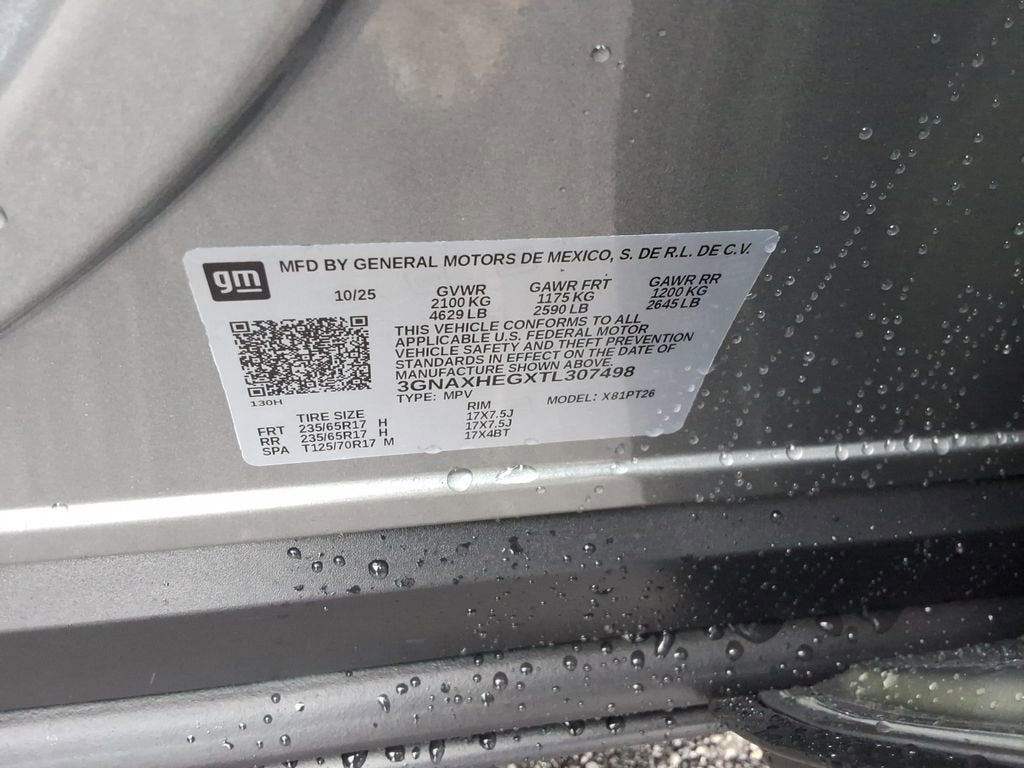 gm MFD BY GENERAL MOTORS DE MEXICO, S. DE R.L. DE C.V.
10/25 GVWR GAWR FRT GAWR RR
2100 KG 1175 KG 1200 KG
4629 LB 2590 LB 2645 LB
THIS VEHICLE CONFORMS TO ALL
APPLICABLE U.S. FEDERAL MOTOR
VEHICLE SAFETY AND THEFT PREVENTION
STANDARDS IN EFFECT ON THE DATE OF
MANUFACTURE SHOWN ABOVE.
3GNAXHEGXTL307498
130H TYPE: MPV MODEL: X81PT26
TIRE SIZE RIM
FRT 235/65R17 H 17X7.5J
RR 235/65R17 H 17X7.5J
SPA T125/70R17 M 17X4BT